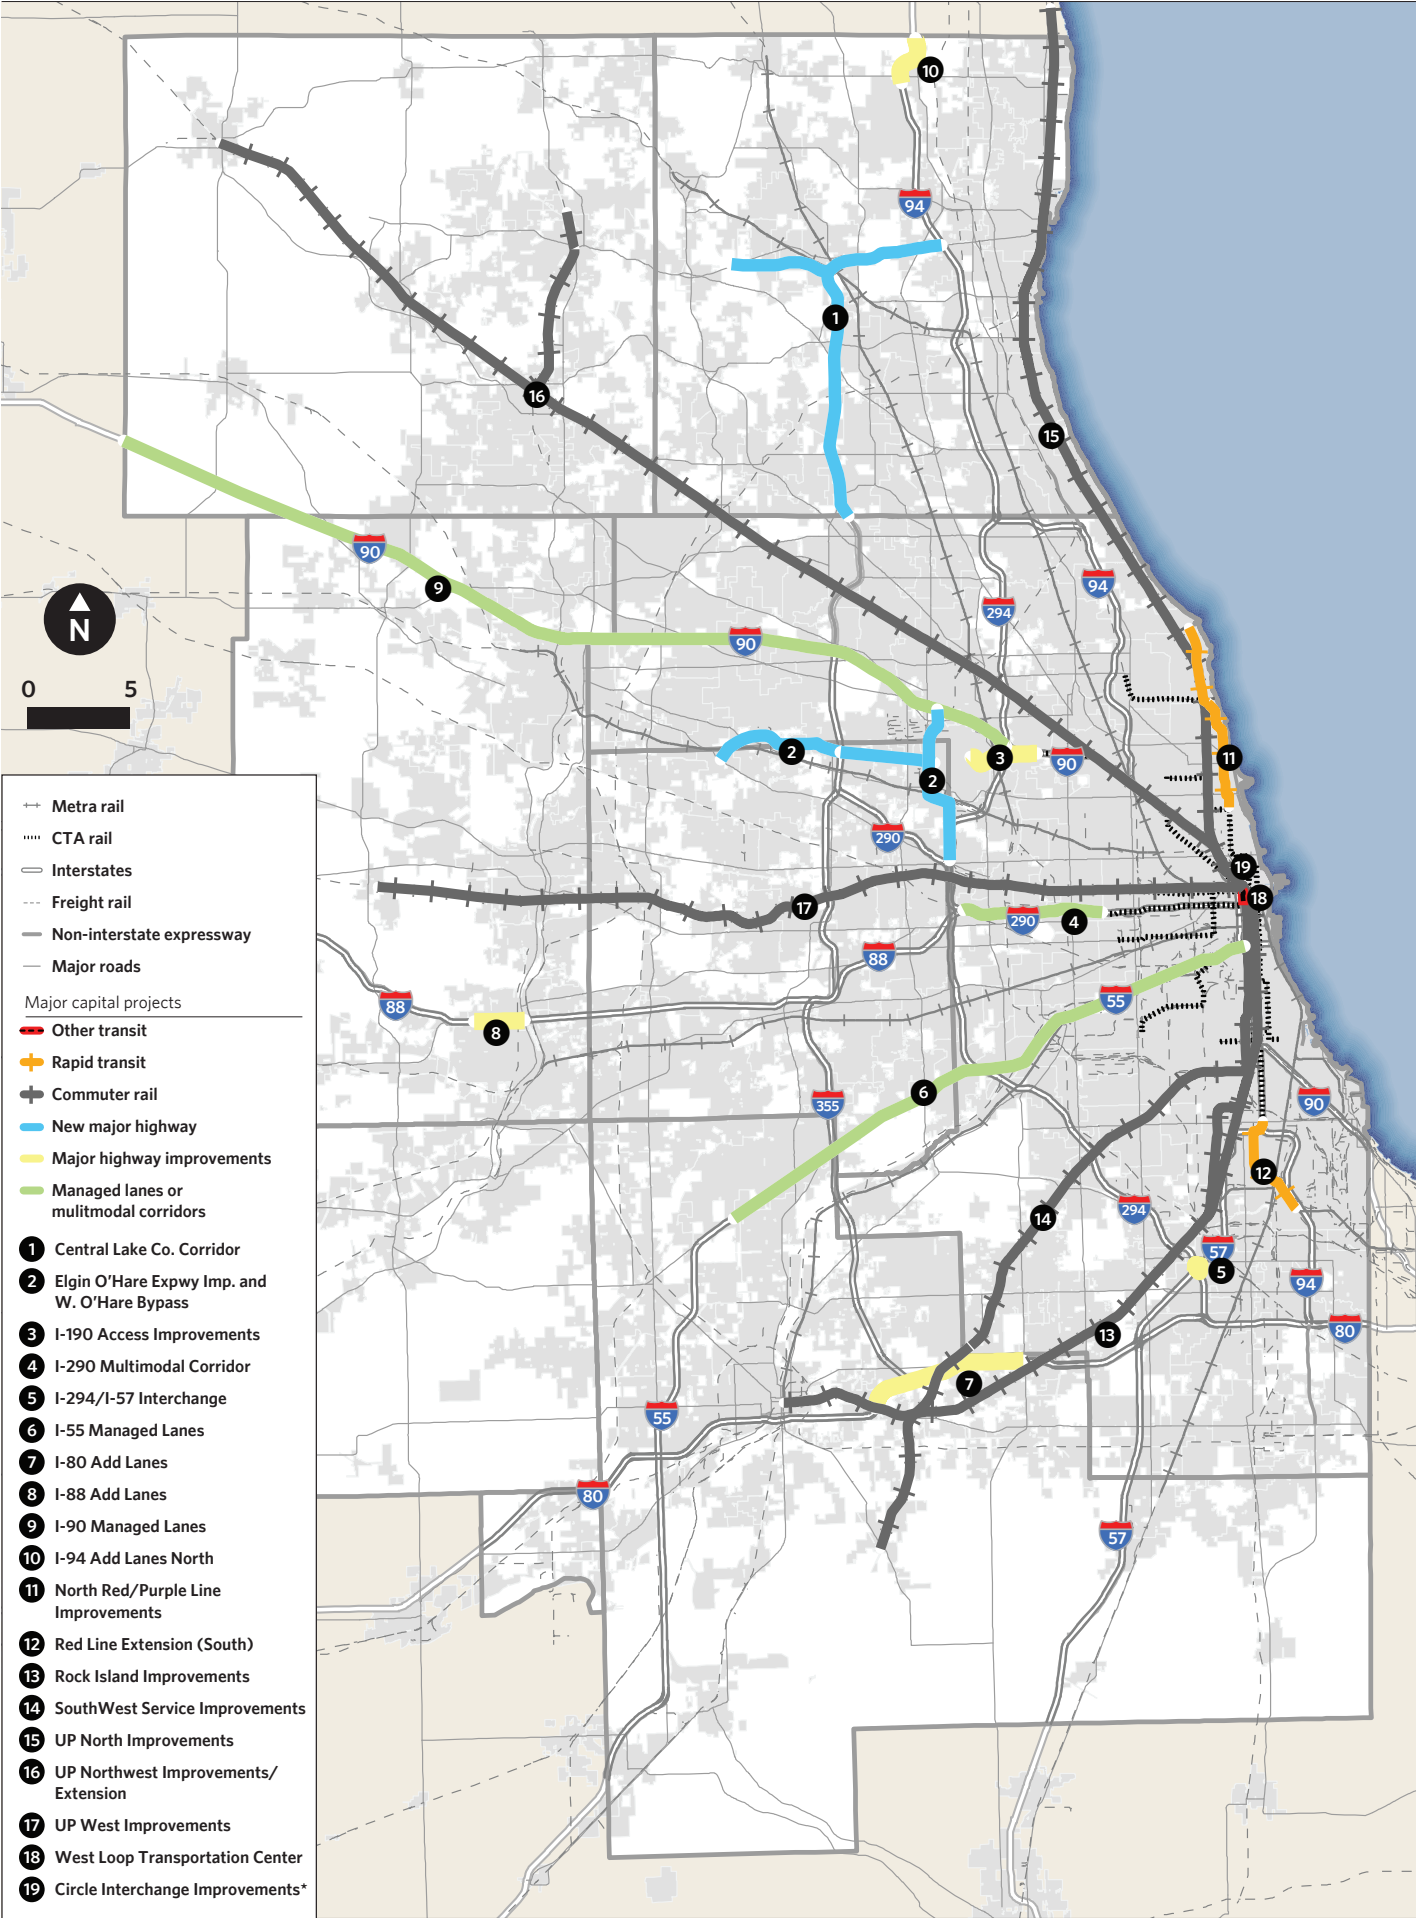 10
94
1
16
15
90
9
94
294
N
90
0 5
2
3
90
11
2
290
19
18
17
290
4
88
55
88
8
6
355
90
12
14
294
57
5
94
13
80
7
55
80
57
Metra rail
CTA rail
Interstates
Freight rail
Non-interstate expressway
Major roads
Major capital projects
Other transit
Rapid transit
Commuter rail
New major highway
Major highway improvements
Managed lanes or
mulitmodal corridors
1 Central Lake Co. Corridor
2 Elgin O'Hare Expwy Imp. and
W. O'Hare Bypass
3 I-190 Access Improvements
4 I-290 Multimodal Corridor
5 I-294/I-57 Interchange
6 I-55 Managed Lanes
7 I-80 Add Lanes
8 I-88 Add Lanes
9 I-90 Managed Lanes
10 I-94 Add Lanes North
11 North Red/Purple Line
Improvements
12 Red Line Extension (South)
13 Rock Island Improvements
14 SouthWest Service Improvements
15 UP North Improvements
16 UP Northwest Improvements/
Extension
17 UP West Improvements
18 West Loop Transportation Center
19 Circle Interchange Improvements*